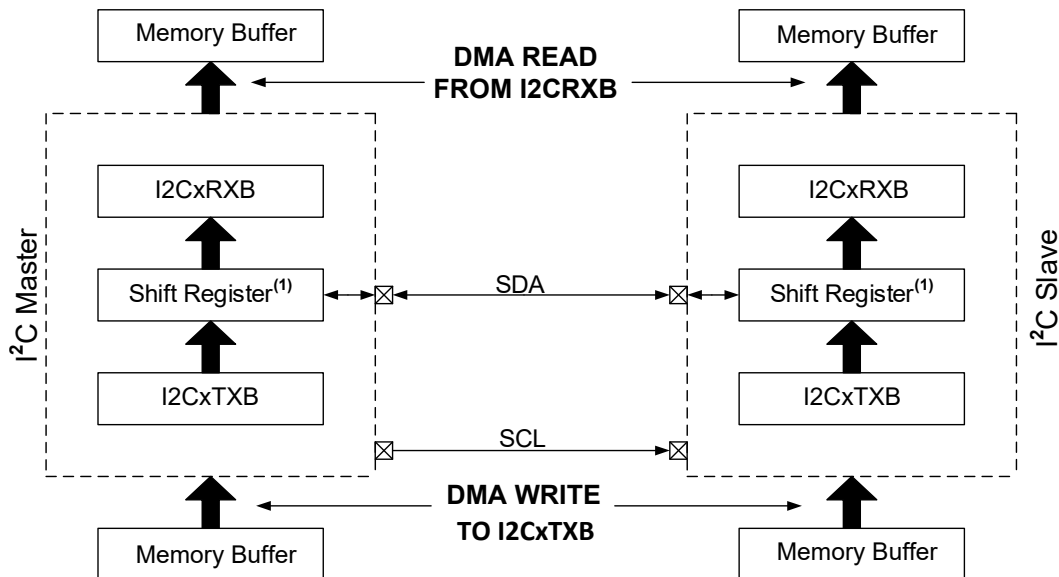 Memory Buffer
DMA READ
FROM I2CRXB
Memory Buffer
I2CxRXB
I2CxRXB
I²C Master
Shift Register(1)
SDA
Shift Register(1)
I²C Slave
I2CxTXB
I2CxTXB
SCL
DMA WRITE
TO I2CxTXB
Memory Buffer
Memory Buffer